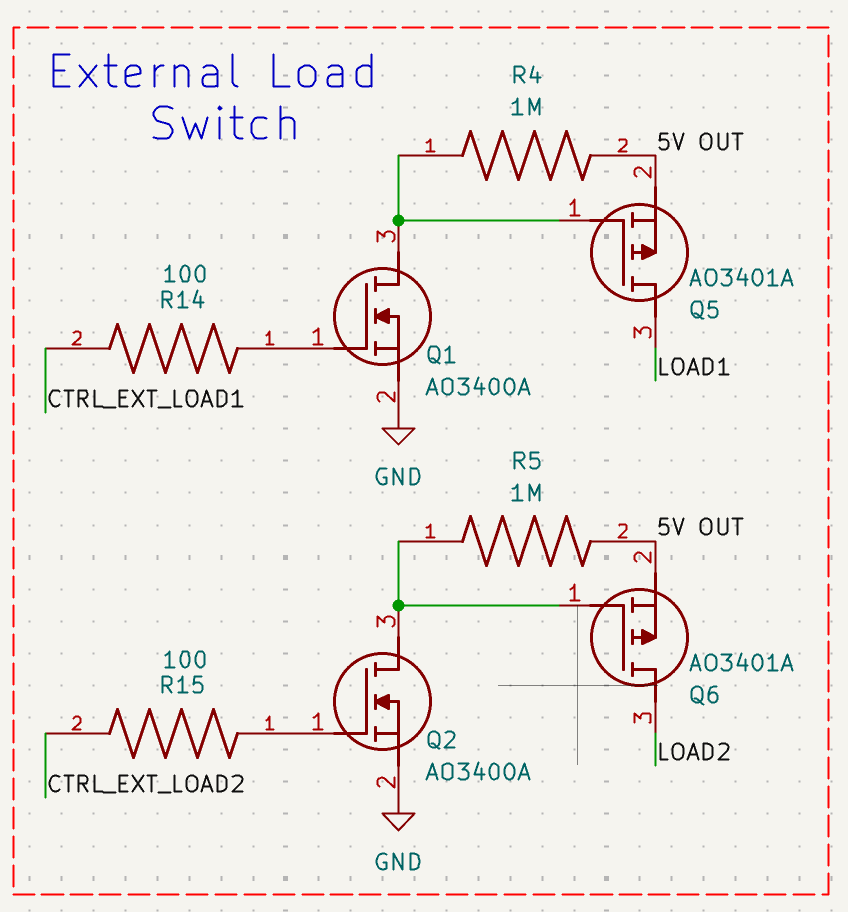 External Load
Switch
R4
1M
1
2
5V OUT
2
1
3
AO3401A
Q5
3
LOAD1
100
R14
2
1
1
CTRL_EXT_LOAD1
Q1
AO3400A
2
GND
R5
1M
1
2
5V OUT
2
1
3
AO3401A
Q6
3
LOAD2
100
R15
2
1
1
CTRL_EXT_LOAD2
Q2
AO3400A
2
GND